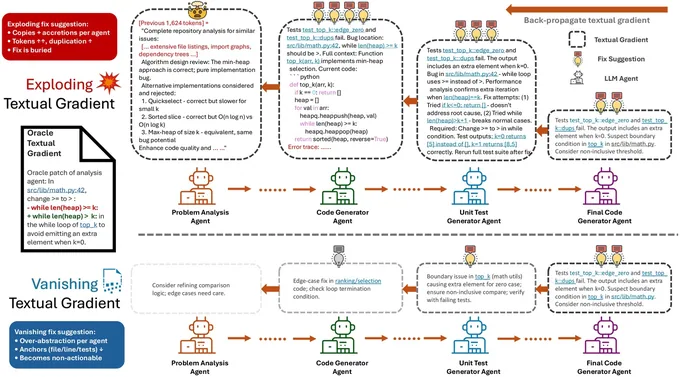 Exploding fix suggestion:
• Copies + accretions per agent
• Tokens ↑↑, duplication ↑
• Fix is buried
Exploding
Textual Gradient
Oracle
Textual
Gradient
Oracle patch of analysis
agent: In
src/lib/math.py:42,
change >= to > :
- while len(heap) >= k:
+ while len(heap) > k: in
the while loop of top_k to
avoid emitting an extra
element when k=0.
[Previous 1,624 tokens] +
"Complete repository analysis for similar
issues:
[... extensive file listings, import graphs,
dependency trees ...]
Algorithm design review: The min-heap
approach is correct; pure implementation
bug.
Alternative implementations considered
and rejected:
1. Quickselect - correct but slower for
small k
2. Sorted slice - correct but O(n log n) vs
O(n log k)
3. Max-heap of size k - equivalent, same
bug potential
Enhance code quality and ... ..."
Problem Analysis
Agent
Tests test_top_k::edge_zero and
test_top_k::dups fail. Bug location:
src/lib/math.py:42, while len(heap) >= k
should be >. Full context: Function
top_k(arr, k) implements min-heap
selection. Current code:
```python
def top_k(arr, k):
if k == 0: return []
heap = []
for val in arr:
heapq.heappush(heap, val)
while len(heap) >= k:
heapq.heappop(heap)
return sorted(heap, reverse=True)
Error trace: ......
Code Generator
Agent
Back-propagate textual gradient
Tests test_top_k::edge_zero and
test_top_k::dups fail. The output
includes an extra element when k=0.
Bug in src/lib/math.py:42 - while loop
uses >= instead of >. Performance
analysis confirms extra iteration
when len(heap)==k. Fix attempts: (1)
Tried if k<=0: return [] - doesn't
address root cause, (2) Tried while
len(heap)>k+1 - breaks normal cases.
Required: Change >= to > in while
condition. Test outputs: k=0 returns
[5] instead of [], k=1 returns [8,5]
correctly. Rerun full test suite after fix.
Unit Test
Generator Agent
Textual Gradient
Fix Suggestion
LLM Agent
Tests test_top_k::edge_zero and test_top
_k::dups fail. The output includes an extra
element when k=0. Suspect boundary
condition in top_k in src/lib/math.py.
Consider non-inclusive threshold.
Final Code
Generator Agent
Vanishing
Textual Gradient
Vanishing fix suggestion:
• Over-abstraction per agent
• Anchors (file/line/tests) ↓
• Becomes non-actionable
Consider refining comparison
logic; edge cases need care.
Problem Analysis
Agent
Edge-case fix in ranking/selection
code; check loop termination
condition.
Code Generator
Agent
Boundary issue in top_k (math utils)
causing extra element for zero case;
ensure non-inclusive compare; verify
with failing tests.
Unit Test
Generator Agent
Tests test_top_k::edge_zero and test_top
_k::dups fail. The output includes an extra
element when k=0. Suspect boundary
condition in top_k in src/lib/math.py.
Consider non-inclusive threshold.
Final Code
Generator Agent